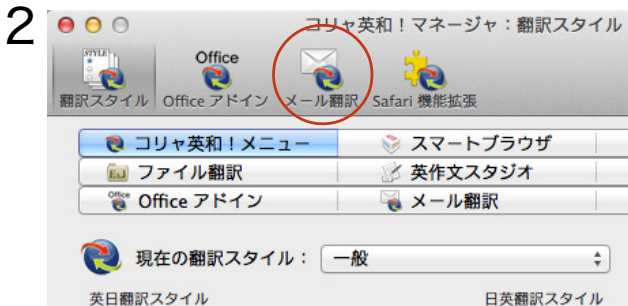 2
コリャ英和！マネージャ：翻訳スタイル
STYLE
Office
翻訳スタイル Office アドイン メール翻訳 Safari 機能拡張
コリャ英和！メニュー スマートブラウザ
EJ ファイル翻訳 英作文スタジオ
Office Office アドイン メール翻訳
現在の翻訳スタイル： 一般
英日翻訳スタイル 日英翻訳スタイル